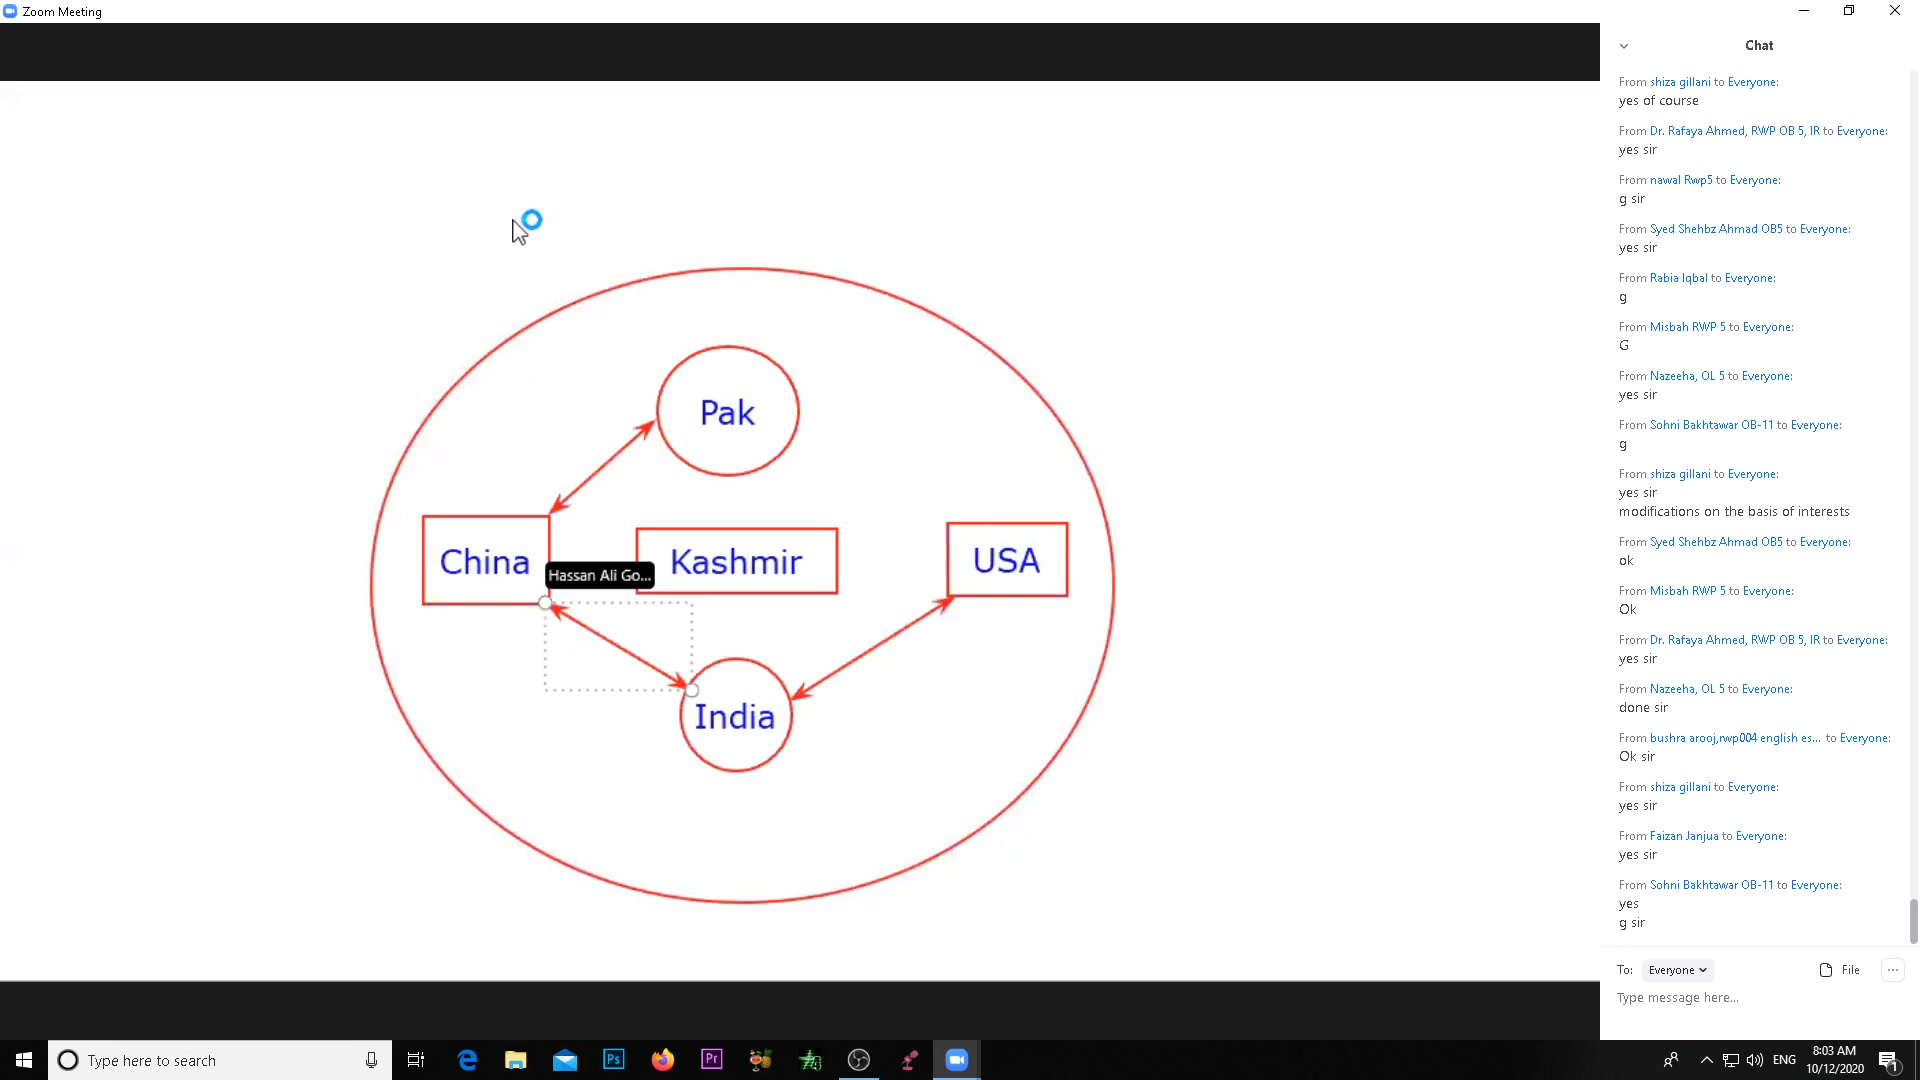 Zoom Meeting
Pak
China
Kashmir
USA
Hassan Ali Go...
India
Chat
From shiza gillani to Everyone:
yes of course
From Dr. Rafaya Ahmed, RWP OB 5, IR to Everyone:
yes sir
From nawal Rwp5 to Everyone:
g sir
From Syed Shehbz Ahmad OB5 to Everyone:
yes sir
From Rabia Iqbal to Everyone:
g
From Misbah RWP 5 to Everyone:
G
From Nazeeha, OL 5 to Everyone:
yes sir
From Sohni Bakhtawar OB-11 to Everyone:
g
From shiza gillani to Everyone:
yes sir
modifications on the basis of interests
From Syed Shehbz Ahmad OB5 to Everyone:
ok
From Misbah RWP 5 to Everyone:
Ok
From Dr. Rafaya Ahmed, RWP OB 5, IR to Everyone:
yes sir
From Nazeeha, OL 5 to Everyone:
done sir
From bushra arooj,rwp004 english es... to Everyone:
Ok sir
From shiza gillani to Everyone:
yes sir
From Faizan Janjua to Everyone:
yes sir
From Sohni Bakhtawar OB-11 to Everyone:
yes
g sir
To: Everyone File
Type message here...
Type here to search
Ps
Pr
ENG
8:03 AM
10/12/2020
1